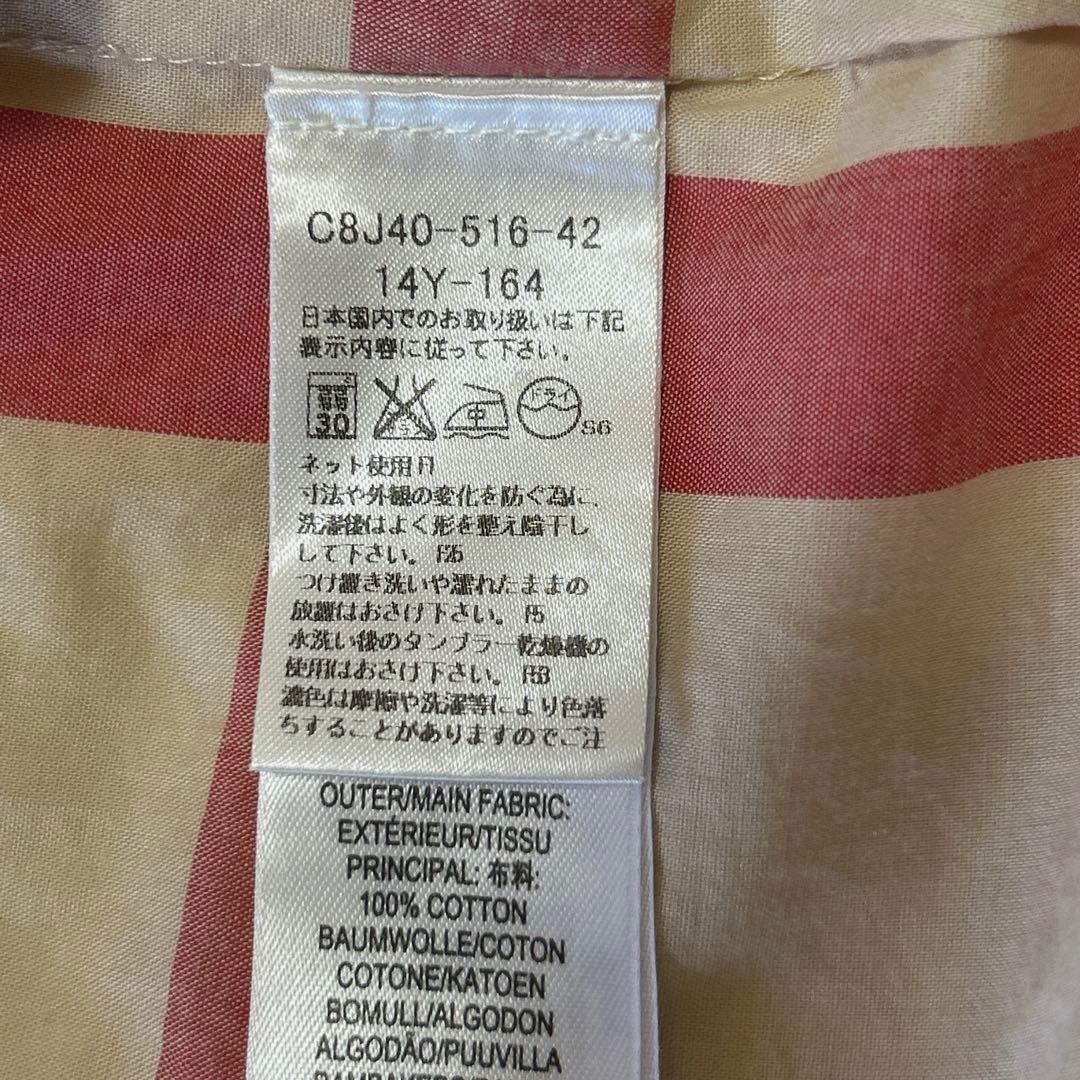 C8J40-516-42
14Y-164
日本国内でのお取り扱いは下記
表示内容に従って下さい。
弱 30 中 ドライ S6
ネット使用
寸法や外観の変化を防ぐ為に、
洗濯後はよく形を整え陰干し
して下さい。
つけ置き洗いや濡れたままの
放置はおさけ下さい。
水洗い後のタンブラー乾燥機の
使用はおさけ下さい。
濃色は摩擦や洗濯等により色落
ちすることがありますのでご注
OUTER/MAIN FABRIC:
EXTÉRIEUR/TISSU
PRINCIPAL: 布料:
100% COTTON
BAUMWOLLE/COTON
COTONE/KATOEN
BOMULL/ALGODON
ALGODÃO/PUUVILLA